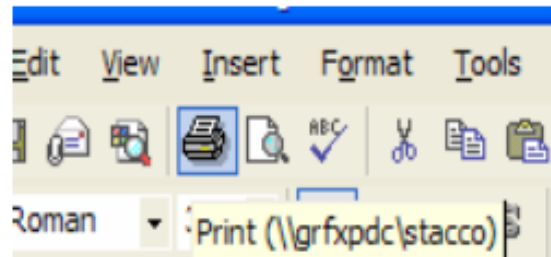 Edit View Insert Format Tools
ABC
Roman
Print (\\grfxpdc\stacco)